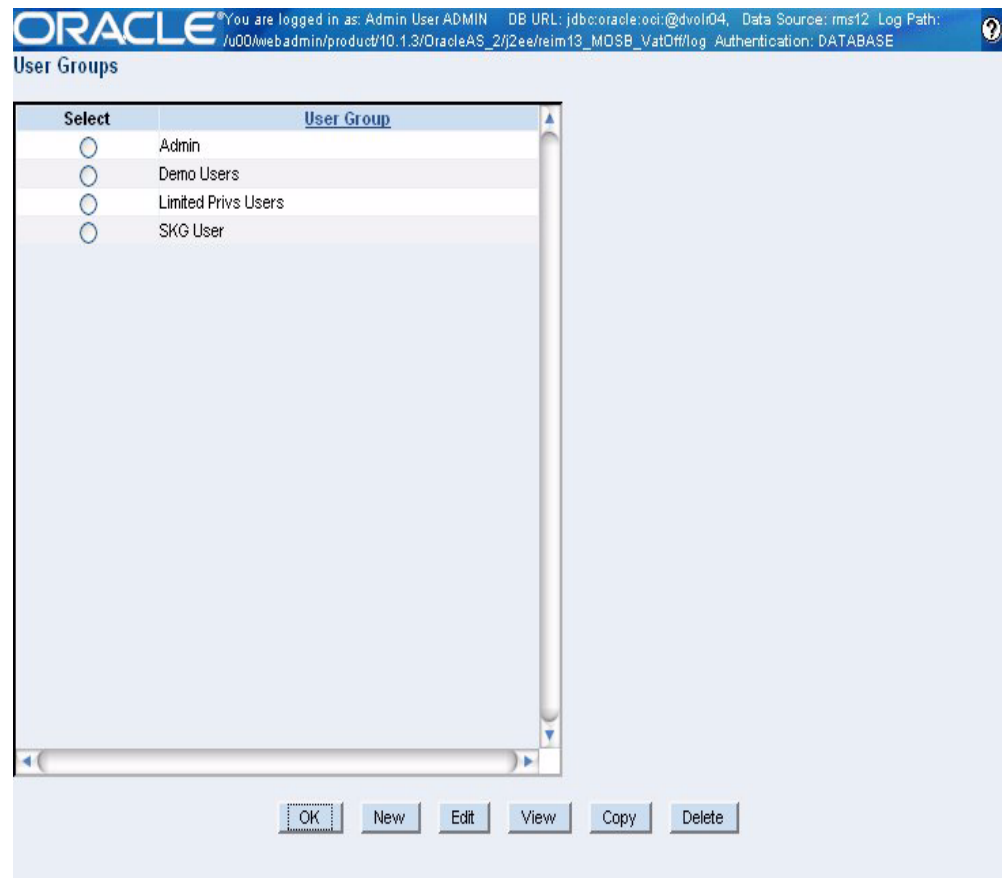 ORACLE® You are logged in as: Admin User ADMIN DB URL: jdbc:oracle:oci:@dvolr04, Data Source: rms12 Log Path:
/u00/webadmin/product/10.1.3/OracleAS_2/j2ee/reim13_MOSB_VatOff/log Authentication: DATABASE
?
User Groups
Select User Group
Admin
Demo Users
Limited Privs Users
SKG User
OK New Edit View Copy Delete